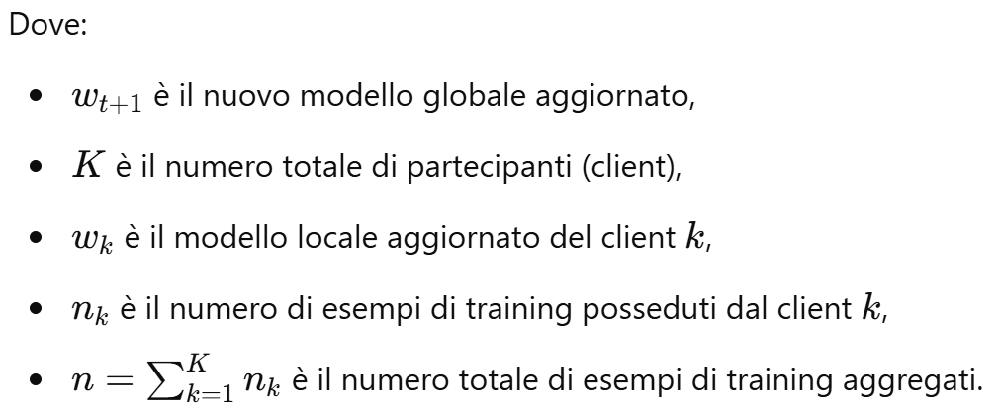 Dove:
• $w_{t+1}$ è il nuovo modello globale aggiornato,
• $K$ è il numero totale di partecipanti (client),
• $w_k$ è il modello locale aggiornato del client $k$,
• $n_k$ è il numero di esempi di training posseduti dal client $k$,
• $n = \sum_{k=1}^{K} n_k$ è il numero totale di esempi di training aggregati.